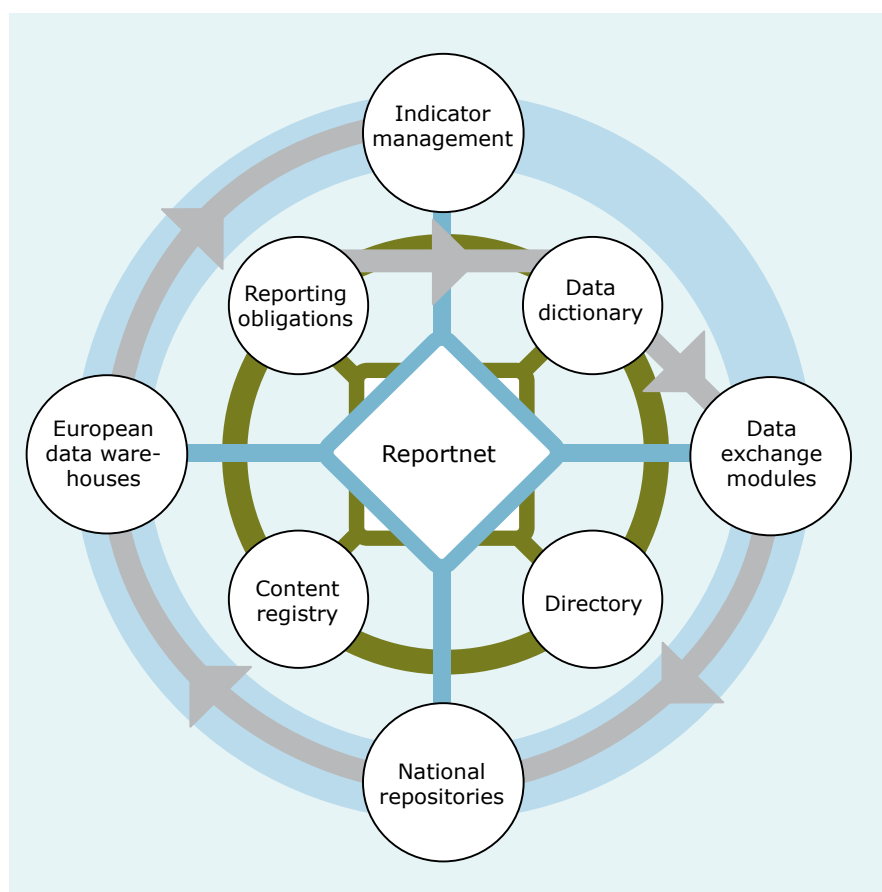 Indicator
management
Reporting
obligations
Data
dictionary
European
data ware-
houses
Reportnet
Data
exchange
modules
Content
registry
Directory
National
repositories